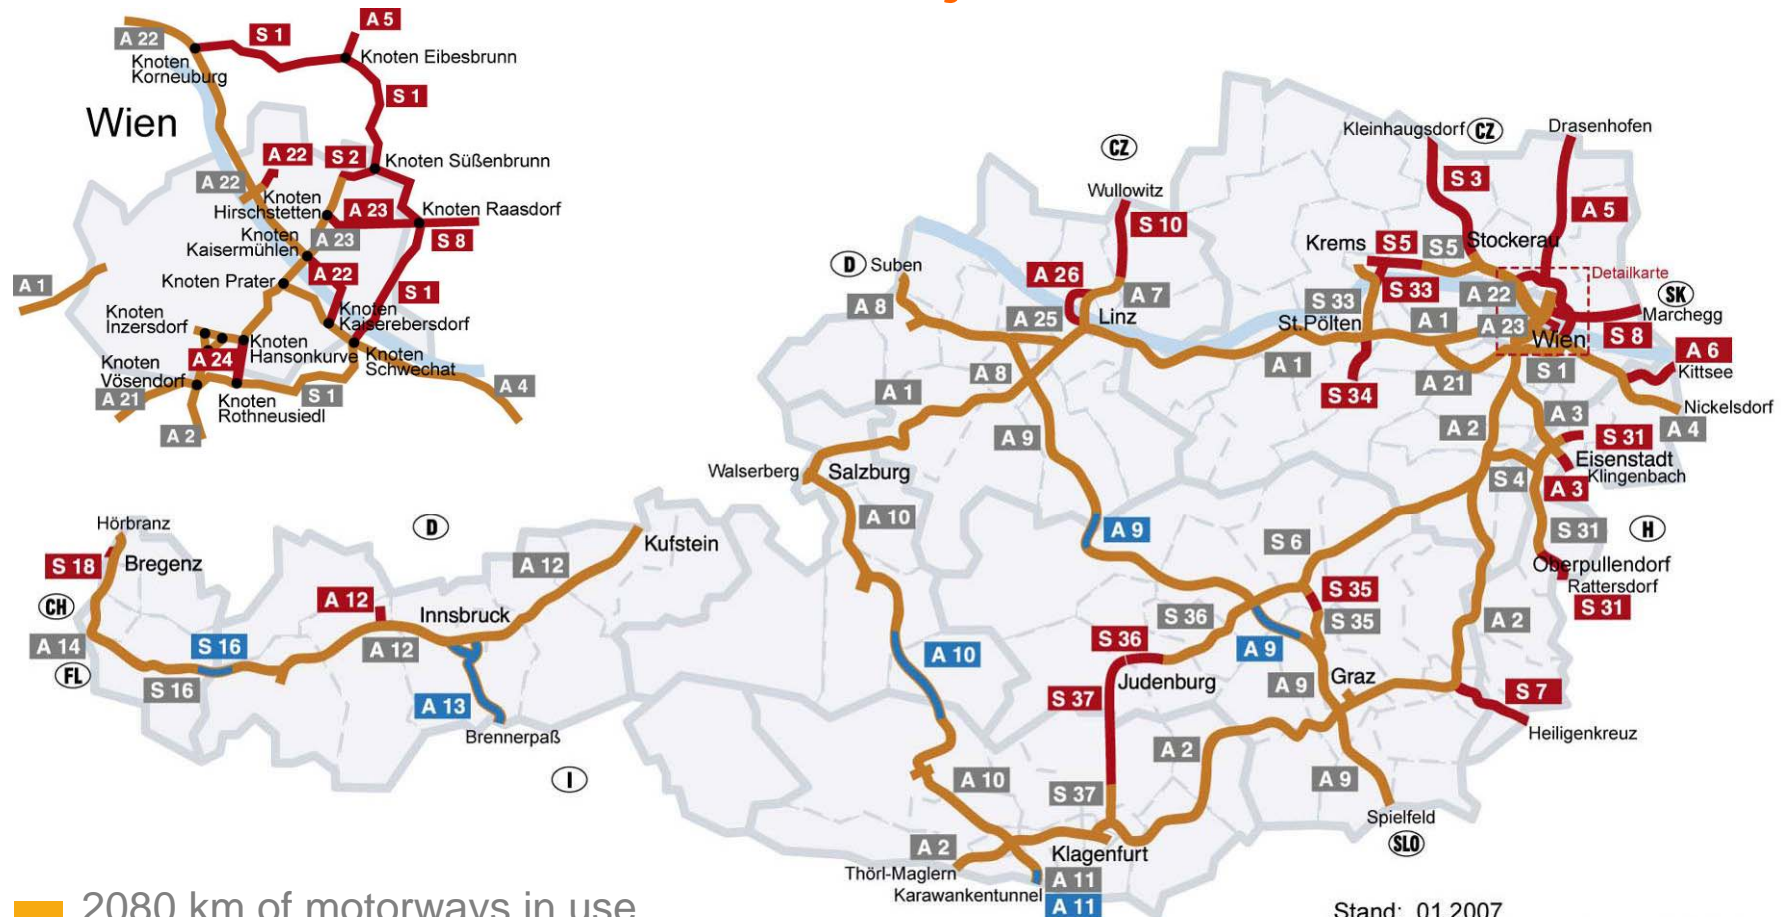 A 22
S 1
A 5
Knoten
Korneuburg
Knoten Eibesbrunn
S 1
Wien
A 22
S 2
Knoten Süßenbrunn
A 22
Knoten
Hirschstetten
A 23
Knoten Raasdorf
Knoten
Kaisermühlen
A 23
S 8
A 22
Knoten Prater
A 1
S 1
Knoten
Inzersdorf
Knoten
Kaiserebersdorf
Knoten
Hansonkurve
A 24
Knoten
Schwechat
Knoten
Vösendorf
A 21
S 1
A 4
Knoten
Rothneusiedl
A 2
Kleinhaugsdorf
CZ
Drasenhofen
CZ
Wullowitz
S 3
A 5
S 10
Krems
S5
S5
Stockerau
D
Suben
A 26
Detailkarte
A 8
A 7
S 33
S 33
A 22
SK
Marchegg
A 25
Linz
St.Pölten
A 1
A 23
Wien
S 8
A 6
A 1
A 8
A 21
S 1
Kittsee
A 1
S 34
Nickelsdorf
A 9
A 2
A 3
A 4
S 31
Eisenstadt
Walserberg
Salzburg
S 4
A 3
Klingenbach
A 10
A 9
S 31
H
S 6
Oberpullendorf
Rattersdorf
S 31
Hörbranz
D
Kufstein
S 18
Bregenz
A 12
CH
A 12
Innsbruck
A 14
S 16
A 12
FL
S 16
A 13
Brennerpaß
I
S 35
S 36
S 35
A 2
S 36
A 9
A 10
Judenburg
A 9
Graz
S 37
S 7
Heiligenkreuz
A 2
A 10
S 37
A 9
Spielfeld
SLO
A 2
Klagenfurt
Thörl-Maglern
A 11
Karawankentunnel
A 11
2080 km of motorways in use
Stand: 01.2007